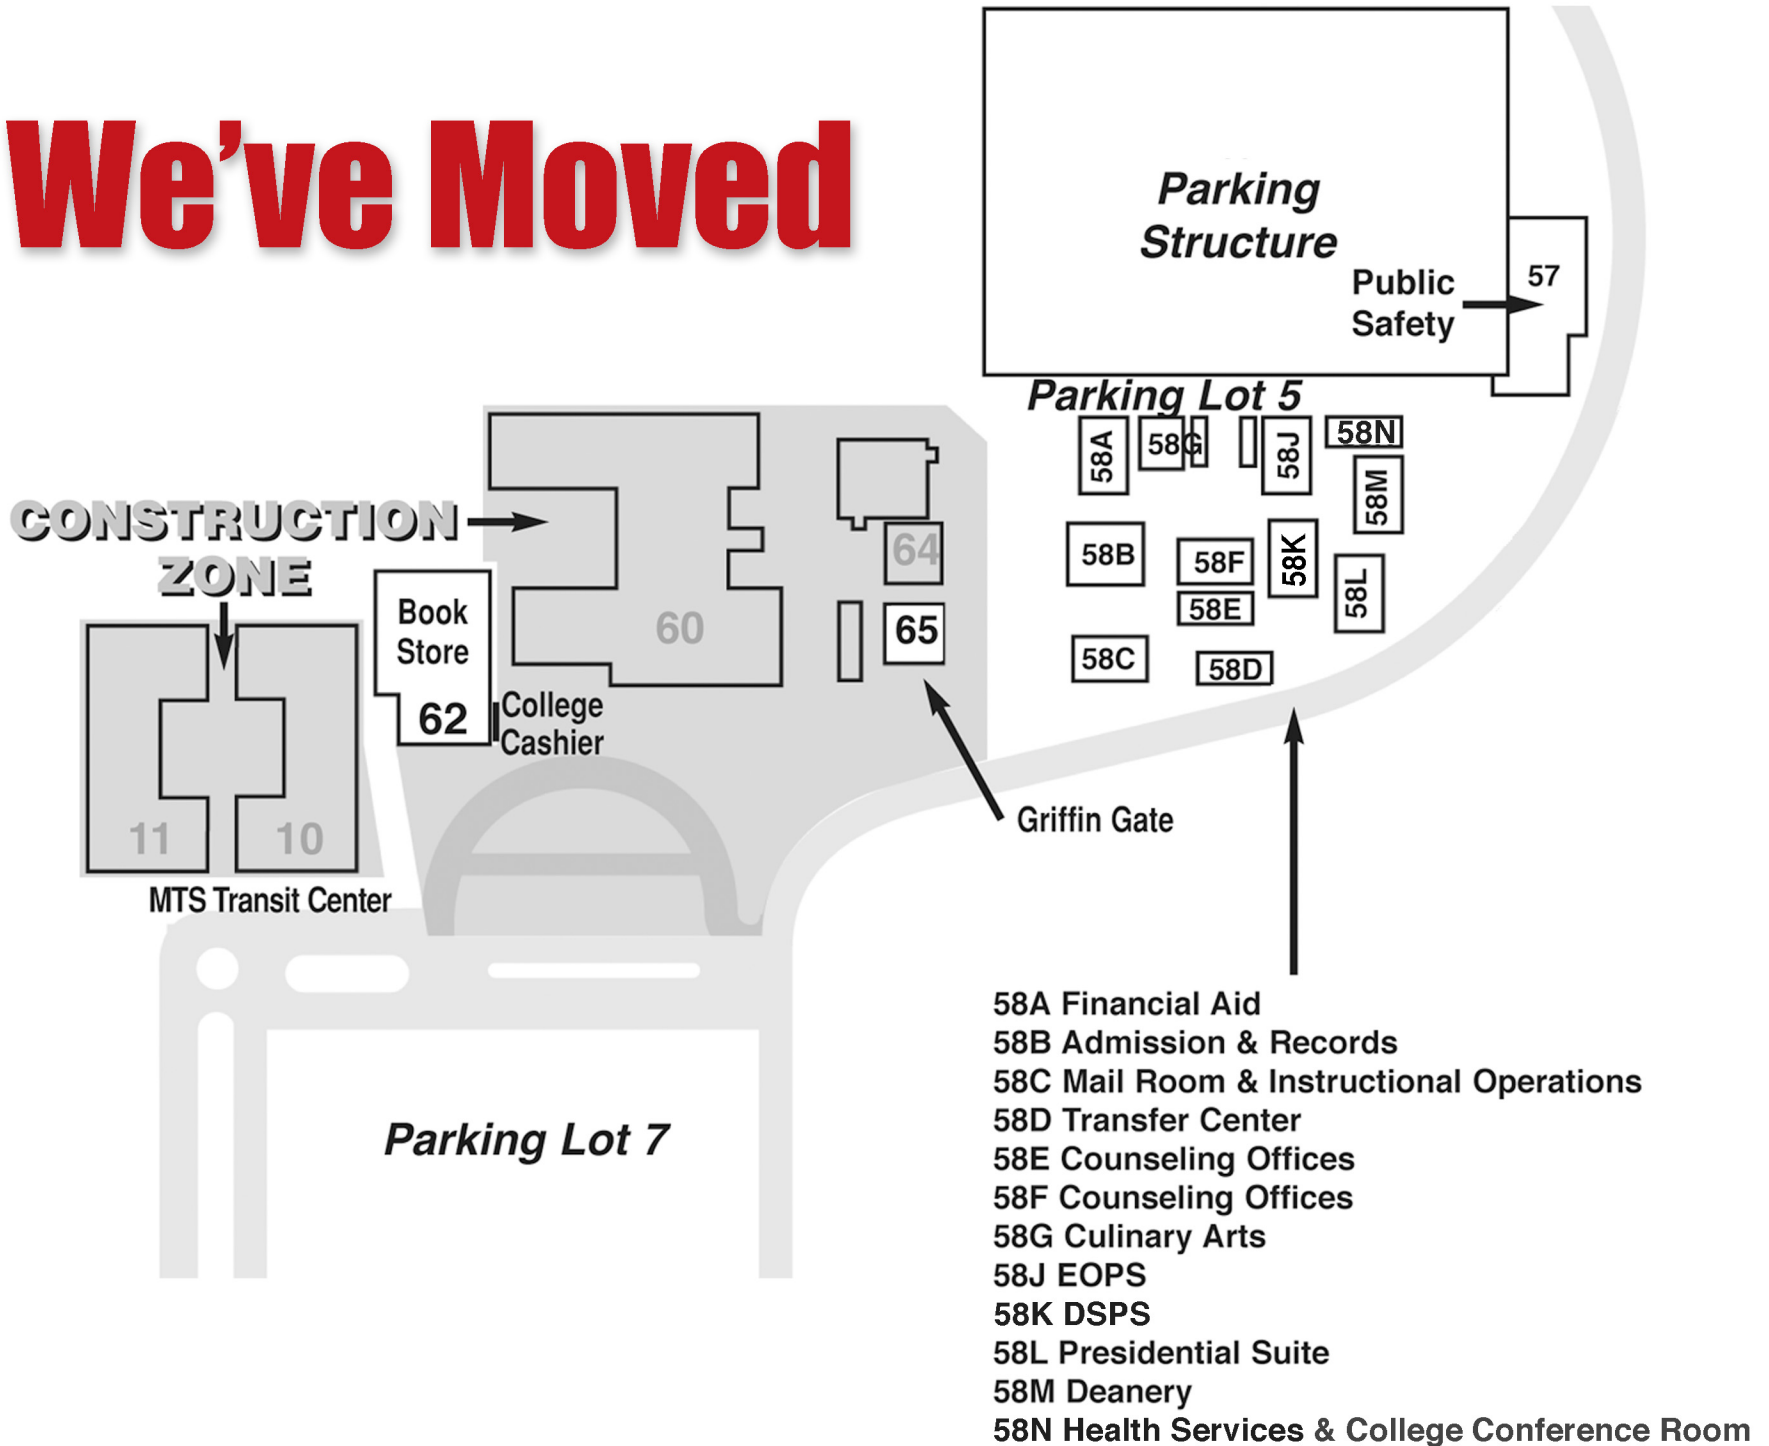 We've Moved
Parking
Structure
Public
Safety
57
Parking Lot 5
58A
58G
58J
58N
58M
CONSTRUCTION
ZONE
58B
58F
58K
58L
58E
58C
58D
64
65
60
Book
Store
62
College
Cashier
11
10
Griffin Gate
MTS Transit Center
Parking Lot 7
58A Financial Aid
58B Admission & Records
58C Mail Room & Instructional Operations
58D Transfer Center
58E Counseling Offices
58F Counseling Offices
58G Culinary Arts
58J EOPS
58K DSPS
58L Presidential Suite
58M Deanery
58N Health Services & College Conference Room